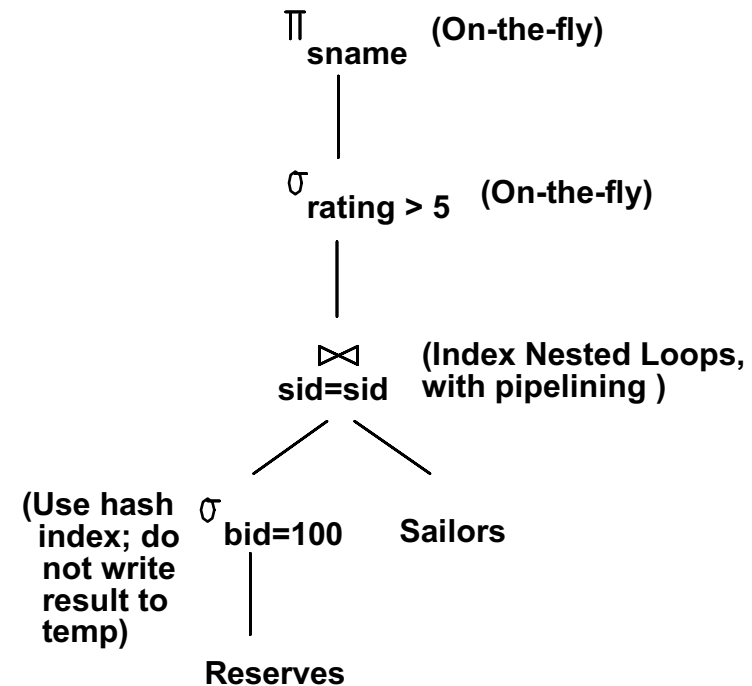 π sname (On-the-fly)
σ rating > 5 (On-the-fly)
⋈ (Index Nested Loops,
sid=sid with pipelining )
(Use hash
index; do
not write
result to
temp)
σ bid=100
Sailors
Reserves